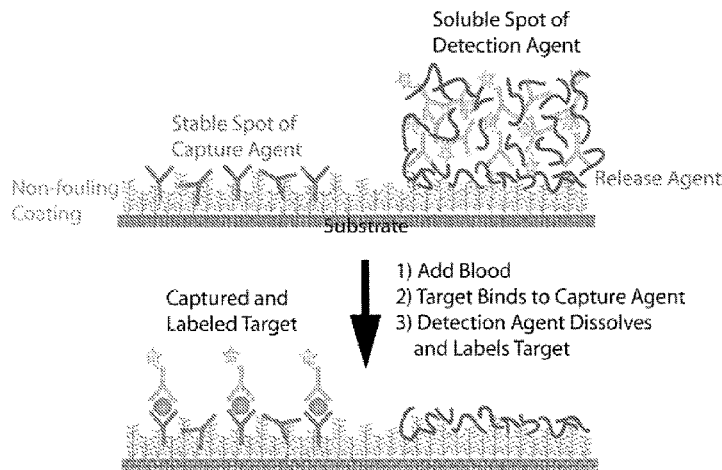 Soluble Spot of
Detection Agent
Stable Spot of
Capture Agent
Non-fouling
Coating
Release Agent
Substrate
1) Add Blood
2) Target Binds to Capture Agent
3) Detection Agent Dissolves
and Labels Target
Captured and
Labeled Target